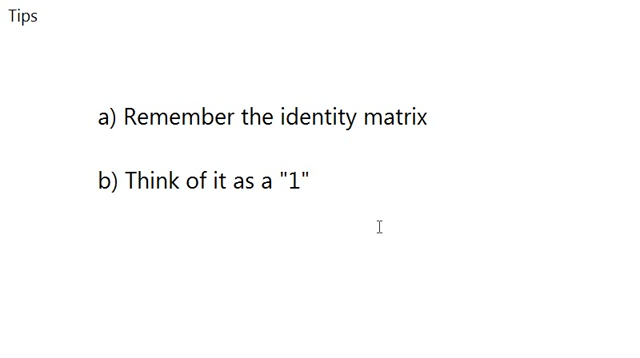 Tips
a) Remember the identity matrix
b) Think of it as a "1"